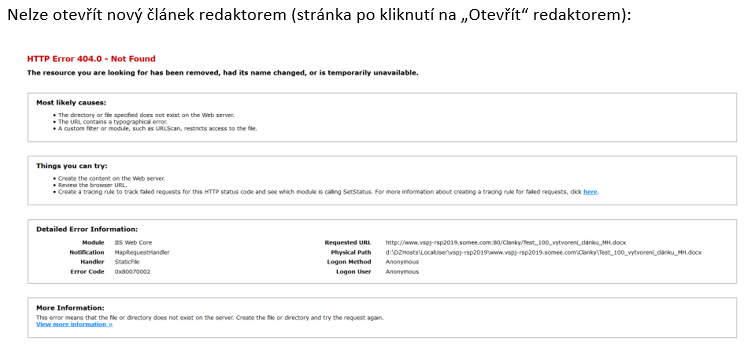 Nelze otevřít nový článek redaktorem (stránka po kliknutí na „Otevřít“ redaktorem):
HTTP Error 404.0 - Not Found
The resource you are looking for has been removed, had its name changed, or is temporarily unavailable.
Most likely causes:
• The directory or file specified does not exist on the Web server.
• The URL contains a typographical error.
• A custom filter or module, such as URLScan, restricts access to the file.
Things you can try:
• Create the content on the Web server.
• Review the browser URL.
• Create a tracing rule to track failed requests for this HTTP status code and see which module is calling SetStatus. For more information about creating a tracing rule for failed requests, click here.
Detailed Error Information:
Module IIS Web Core Requested URL http://www.vspj-rsp2019.somee.com:80/Clanky/Test_100_vytvoreni_dánku_MH.docx
Notification MapRequestHandler Physical Path d:\DZHosts\LocalUser\vspj-rsp2019\www.vspj-rsp2019.somee.com\Clanky\Test_100_vytvoreni_dánku_MH.docx
Handler StaticFile Logon Method Anonymous
Error Code 0x80070002 Logon User Anonymous
More Information:
This error means that the file or directory does not exist on the server. Create the file or directory and try the request again.
View more information »